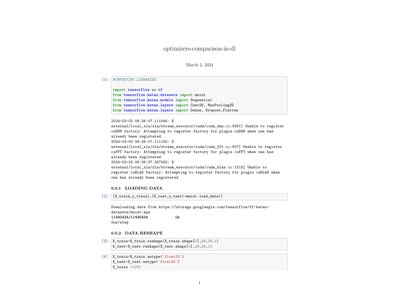 optimizers-comparison-in-dl
March 2, 2024
[1]: #IMPORTING LIBRARIES
import tensorflow as tf
from tensorflow.keras.datasets import mnist
from tensorflow.keras.models import Sequential
from tensorflow.keras.layers import Conv2D, MaxPooling2D
from tensorflow.keras.layers import Dense, Dropout,Flatten
2024-03-02 06:26:07.111044: E
external/local_xla/xla/stream_executor/cuda/cuda_dnn.cc:9261] Unable to register
cuDNN factory: Attempting to register factory for plugin cuDNN when one has
already been registered
2024-03-02 06:26:07.111193: E
external/local_xla/xla/stream_executor/cuda/cuda_fft.cc:607] Unable to register
cuFFT factory: Attempting to register factory for plugin cuFFT when one has
already been registered
2024-03-02 06:26:07.267062: E
external/local_xla/xla/stream_executor/cuda/cuda_blas.cc:1515] Unable to
register cuBLAS factory: Attempting to register factory for plugin cuBLAS when
one has already been registered
0.0.1 LOADING DATA
[2]: (X_train,y_train),(X_test,y_test)=mnist.load_data()
Downloading data from https://storage.googleapis.com/tensorflow/tf-keras-
datasets/mnist.npz
11490434/11490434 0s
0us/step
0.0.2 DATA RESHAPE
[3]: X_train=X_train.reshape(X_train.shape[0],28,28,1)
X_test=X_test.reshape(X_test.shape[0],28,28,1)
[4]: X_train=X_train.astype('float32')
X_test=X_test.astype('float32')
X_train /=255
1